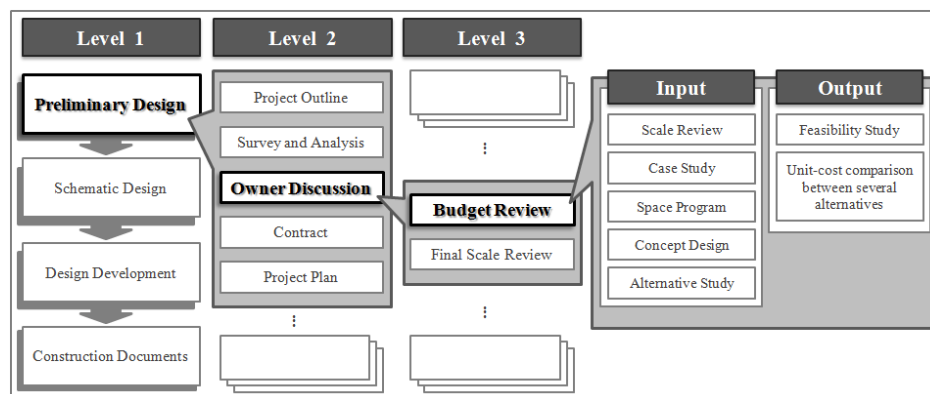 Level 1
Level 2
Level 3
Preliminary Design
Schematic Design
Design Development
Construction Documents
Project Outline
Survey and Analysis
Owner Discussion
Contract
Project Plan
Budget Review
Final Scale Review
Input
Scale Review
Case Study
Space Program
Concept Design
Alternative Study
Output
Feasibility Study
Unit-cost comparison
between several
alternatives